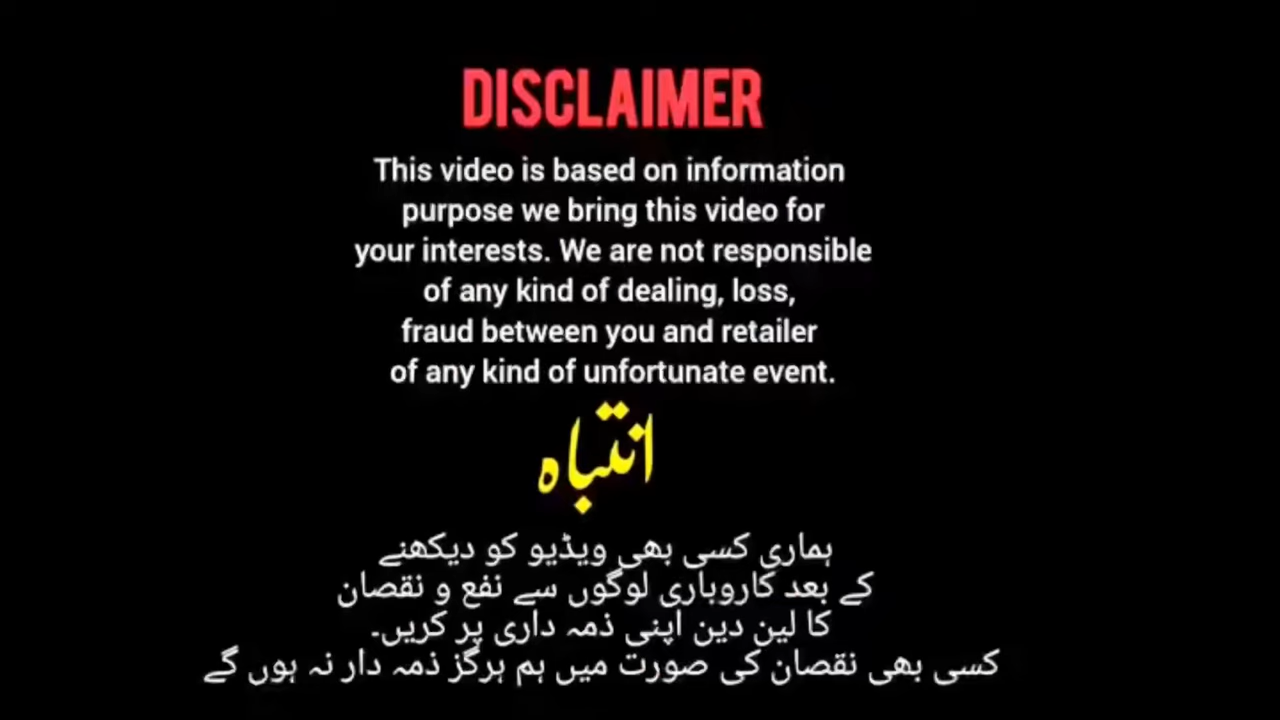 DISCLAIMER
This video is based on information
purpose we bring this video for
your interests. We are not responsible
of any kind of dealing, loss,
fraud between you and retailer
of any kind of unfortunate event.
انتباہ
ہماری کسی بھی ویڈیو کو دیکھنے
کے بعد کاروباری لوگوں سے نفع و نقصان
کا لین دین اپنی ذمہ داری پر کریں۔
کسی بھی نقصان کی صورت میں ہم ہرگز ذمہ دار نہ ہوں گے